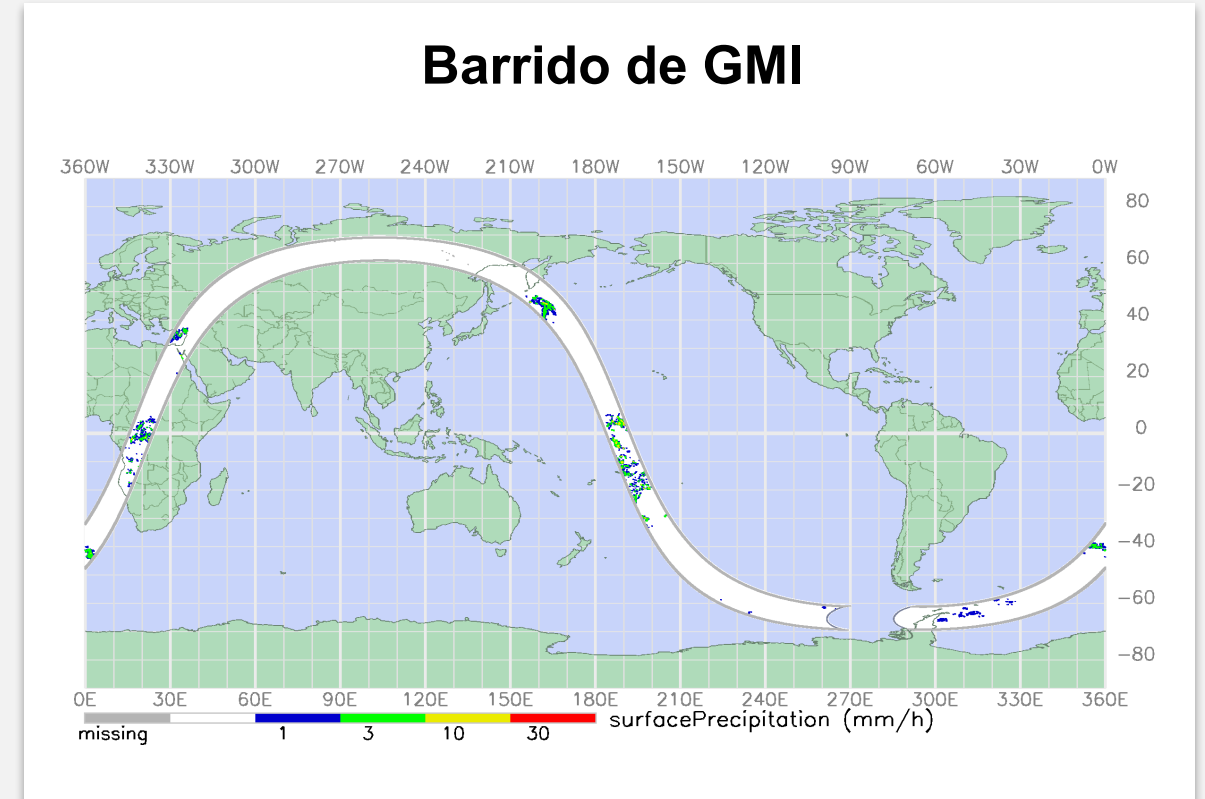 Barrido de GMI
360W 330W 300W 270W 240W 210W 180W 150W 120W 90W 60W 30W 0W
80
60
40
20
0
−20
−40
−60
−80
0E 30E 60E 90E 120E 150E 180E 210E 240E 270E 300E 330E 360E
surfacePrecipitation (mm/h)
missing 1 3 10 30